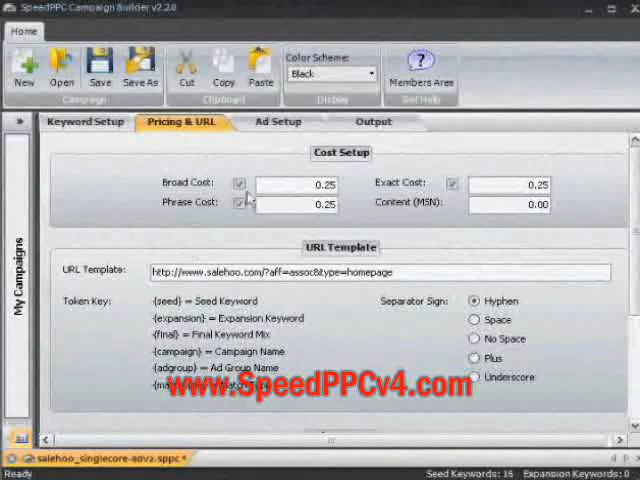 SpeedPPC Campaign Builder v2.2.0
Home
New Open Save Save As Cut Copy Paste
Color Scheme:
Black
Members Area
Campaign Clipboard Display Get Help
Keyword Setup Pricing & URL Ad Setup Output
My Campaigns
Cost Setup
Broad Cost: 0.25 Exact Cost: 0.25
Phrase Cost: 0.25 Content (MSN): 0.00
URL Template
URL Template: http://www.salehoo.com/?aff=assoc&type=homepage
Token Key: {seed} = Seed Keyword Separator Sign: Hyphen
{expansion} = Expansion Keyword Space
{final} = Final Keyword Mix No Space
{campaign} = Campaign Name Plus
{adgroup} = Ad Group Name Underscore
www.SpeedPPCv4.com
salehoo_singlecore-adv2.sppc *
Ready Seed Keywords: 16 Expansion Keywords: 0